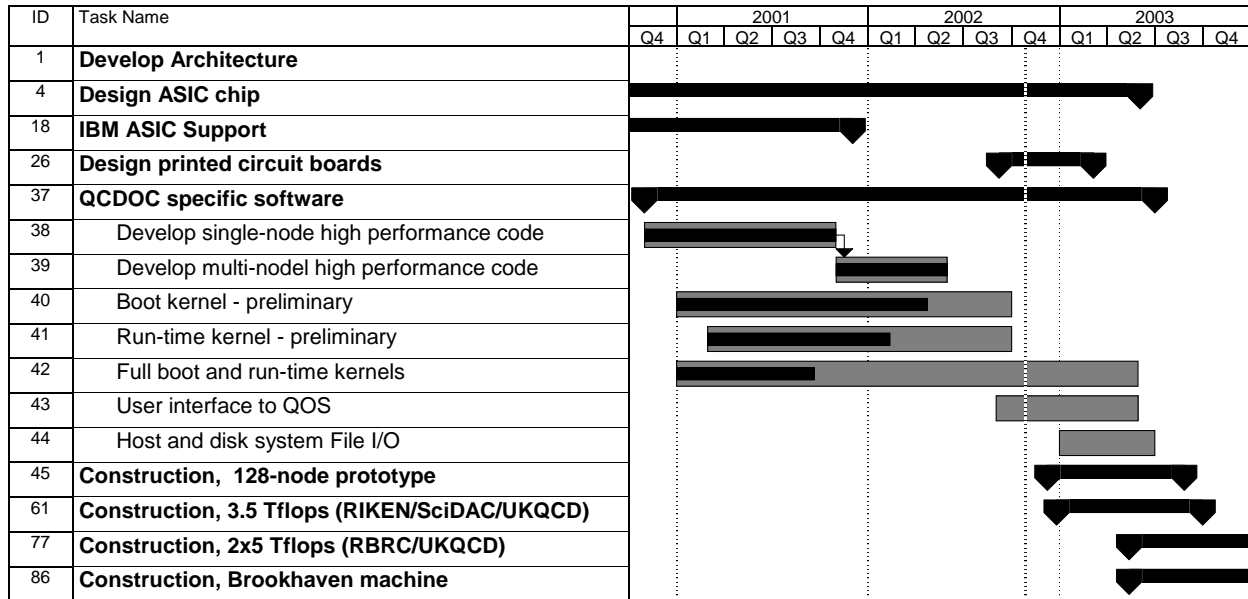 ID Task Name 2001 2002 2003
Q4 Q1 Q2 Q3 Q4 Q1 Q2 Q3 Q4 Q1 Q2 Q3 Q4
1 Develop Architecture
4 Design ASIC chip
18 IBM ASIC Support
26 Design printed circuit boards
37 QCDOC specific software
38 Develop single-node high performance code
39 Develop multi-nodel high performance code
40 Boot kernel - preliminary
41 Run-time kernel - preliminary
42 Full boot and run-time kernels
43 User interface to QOS
44 Host and disk system File I/O
45 Construction, 128-node prototype
61 Construction, 3.5 Tflops (RIKEN/SciDAC/UKQCD)
77 Construction, 2x5 Tflops (RBRC/UKQCD)
86 Construction, Brookhaven machine